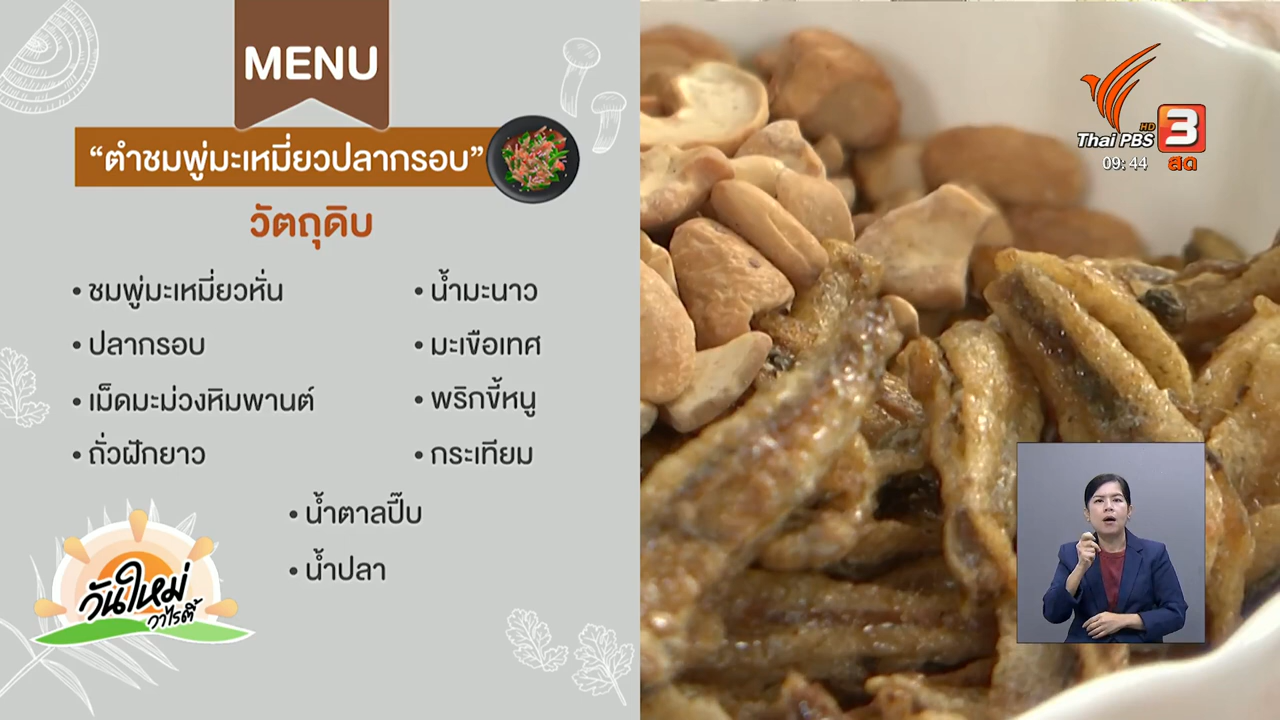 MENU
“ตำชมพู่มะเหมี่ยวปลากรอบ”
วัตถุดิบ
• ชมพู่มะเหมี่ยวหั่น
• ปลากรอบ
• เม็ดมะม่วงหิมพานต์
• ถั่วฝักยาว
• น้ำมะนาว
• มะเขือเทศ
• พริกขี้หนู
• กระเทียม
• น้ำตาลปี๊บ
• น้ำปลา
วันใหม่
วาไรตี้
Thai PBS HD 3
09:44 สด